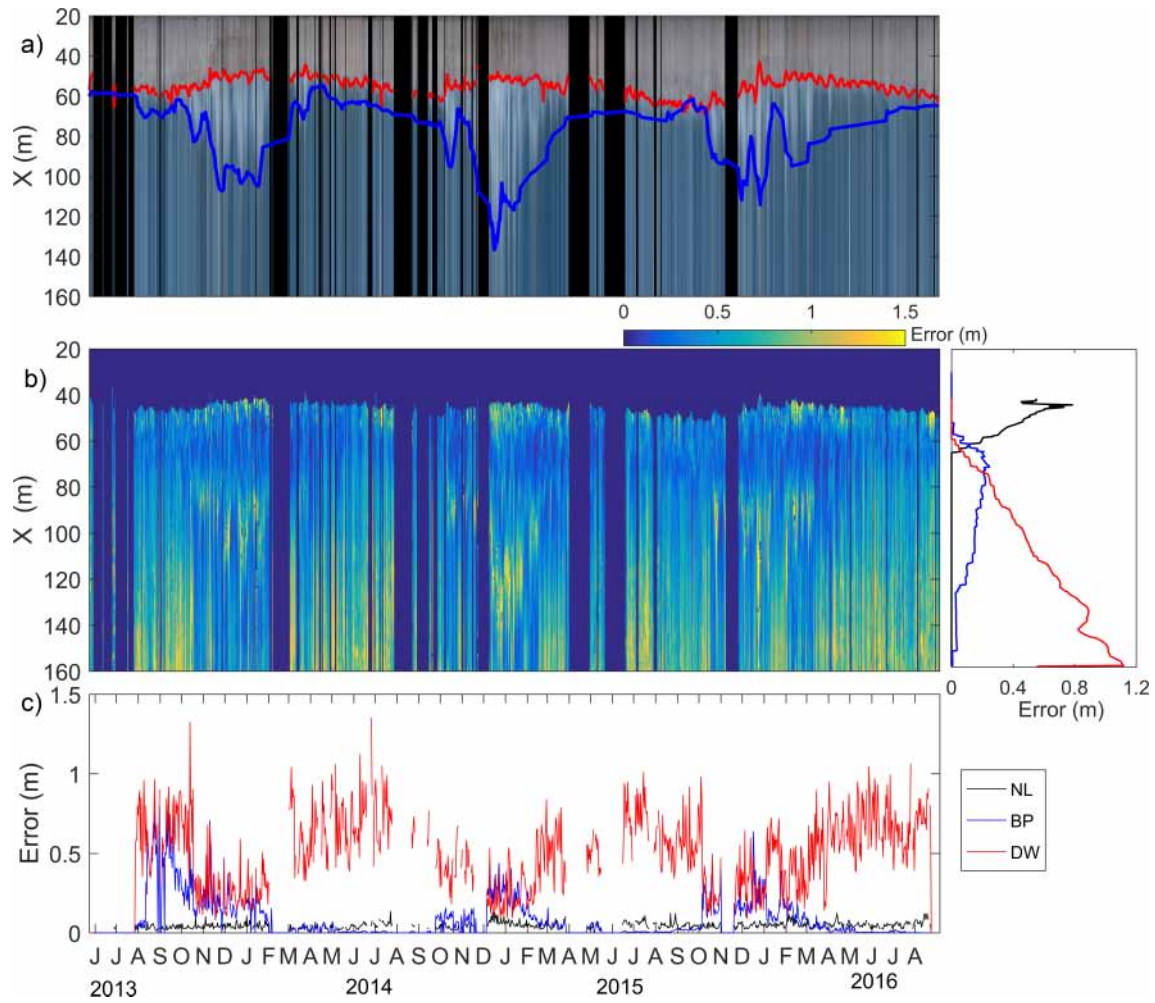 a)
X (m)
20
40
60
80
100
120
140
160
0 0.5 1 1.5
Error (m)
b)
X (m)
20
40
60
80
100
120
140
160
0 0.4 0.8 1.2
Error (m)
c)
Error (m)
1.5
1
0.5
0
NL
BP
DW
J J A S O N D J F M A M J J A S O N D J F M A M J J A S O N D J F M A M J J A
2013 2014 2015 2016